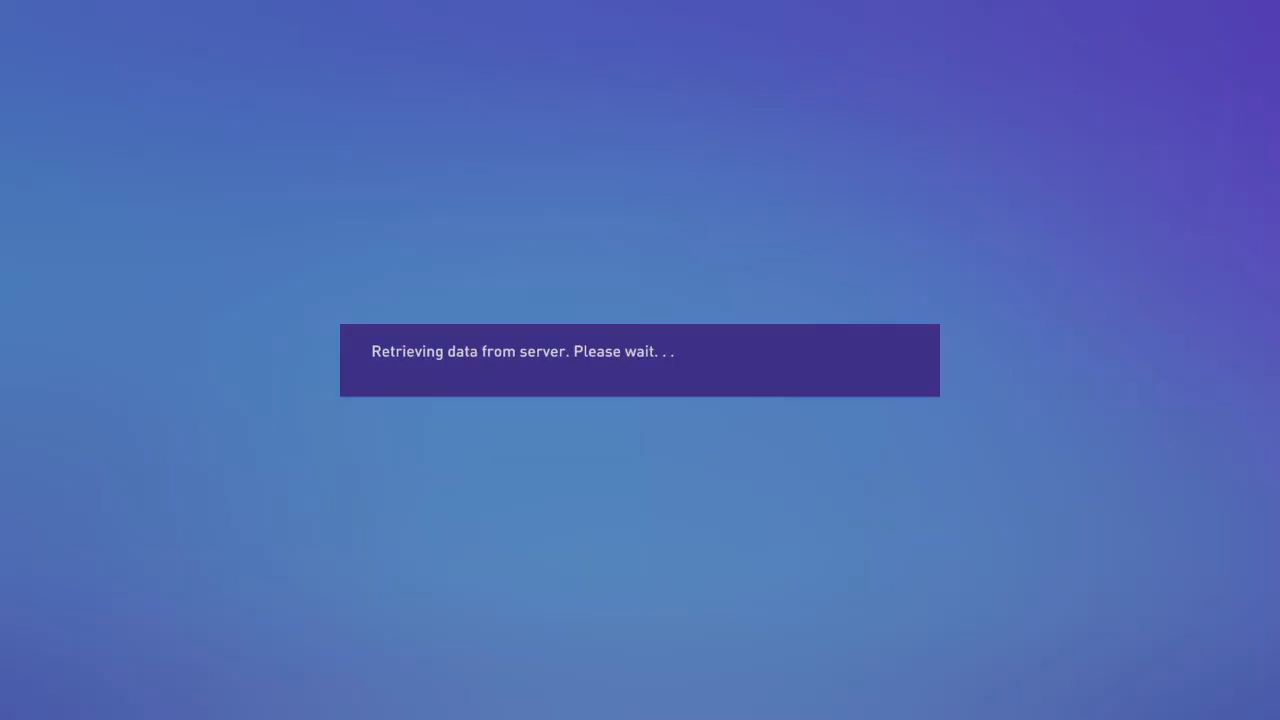 Retrieving data from server. Please wait. . .